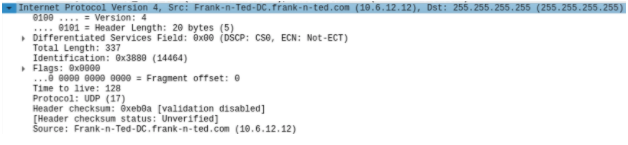 Internet Protocol Version 4, Src: Frank-n-Ted-DC.frank-n-ted.com (10.6.12.12), Dst: 255.255.255.255 (255.255.255.255)
0100 .... = Version: 4
.... 0101 = Header Length: 20 bytes (5)
Differentiated Services Field: 0x00 (DSCP: CS0, ECN: Not-ECT)
Total Length: 337
Identification: 0x3880 (14464)
Flags: 0x0000
...0 0000 0000 0000 = Fragment offset: 0
Time to live: 128
Protocol: UDP (17)
Header checksum: 0xeb0a [validation disabled]
[Header checksum status: Unverified]
Source: Frank-n-Ted-DC.frank-n-ted.com (10.6.12.12)